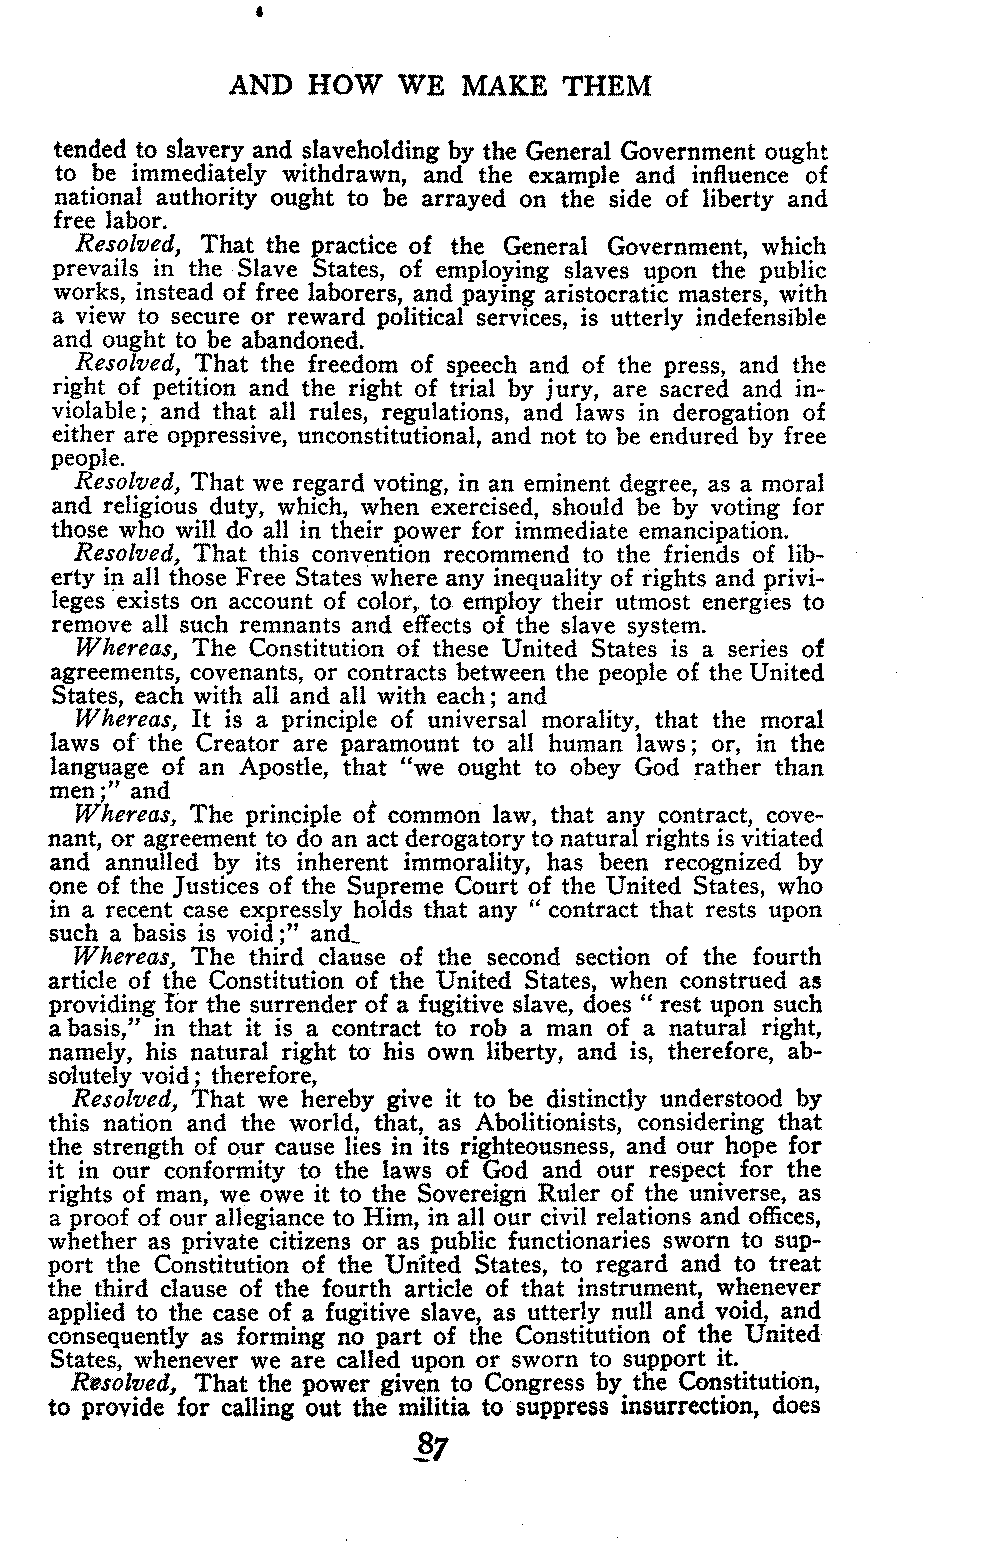 AND HOW WE MAKE THEM
tended to slavery and slaveholding by the General Government ought
to be immediately withdrawn, and the example and influence of
national authority ought to be arrayed on the side of liberty and
free labor.
Resolved, That the practice of the General Government, which
prevails in the Slave States, of employing slaves upon the public
works, instead of free laborers, and paying aristocratic masters, with
a view to secure or reward political services, is utterly indefensible
and ought to be abandoned.
Resolved, That the freedom of speech and of the press, and the
right of petition and the right of trial by jury, are sacred and in-
violable; and that all rules, regulations, and laws in derogation of
either are oppressive, unconstitutional, and not to be endured by free
people.
Resolved, That we regard voting, in an eminent degree, as a moral
and religious duty, which, when exercised, should be by voting for
those who will do all in their power for immediate emancipation.
Resolved, That this convention recommend to the friends of lib-
erty in all those Free States where any inequality of rights and privi-
leges exists on account of color, to employ their utmost energies to
remove all such remnants and effects of the slave system.
Whereas, The Constitution of these United States is a series of
agreements, covenants, or contracts between the people of the United
States, each with all and all with each; and
Whereas, It is a principle of universal morality, that the moral
laws of the Creator are paramount to all human laws; or, in the
language of an Apostle, that "we ought to obey God rather than
men;" and
Whereas, The principle of common law, that any contract, cove-
nant, or agreement to do an act derogatory to natural rights is vitiated
and annulled by its inherent immorality, has been recognized by
one of the Justices of the Supreme Court of the United States, who
in a recent case expressly holds that any " contract that rests upon
such a basis is void;" and
Whereas, The third clause of the second section of the fourth
article of the Constitution of the United States, when construed as
providing for the surrender of a fugitive slave, does " rest upon such
a basis," in that it is a contract to rob a man of a natural right,
namely, his natural right to his own liberty, and is, therefore, ab-
solutely void; therefore,
Resolved, That we hereby give it to be distinctly understood by
this nation and the world, that, as Abolitionists, considering that
the strength of our cause lies in its righteousness, and our hope for
it in our conformity to the laws of God and our respect for the
rights of man, we owe it to the Sovereign Ruler of the universe, as
a proof of our allegiance to Him, in all our civil relations and offices,
whether as private citizens or as public functionaries sworn to sup-
port the Constitution of the United States, to regard and to treat
the third clause of the fourth article of that instrument, whenever
applied to the case of a fugitive slave, as utterly null and void, and
consequently as forming no part of the Constitution of the United
States, whenever we are called upon or sworn to support it.
Resolved, That the power given to Congress by the Constitution,
to provide for calling out the militia to suppress insurrection, does
87